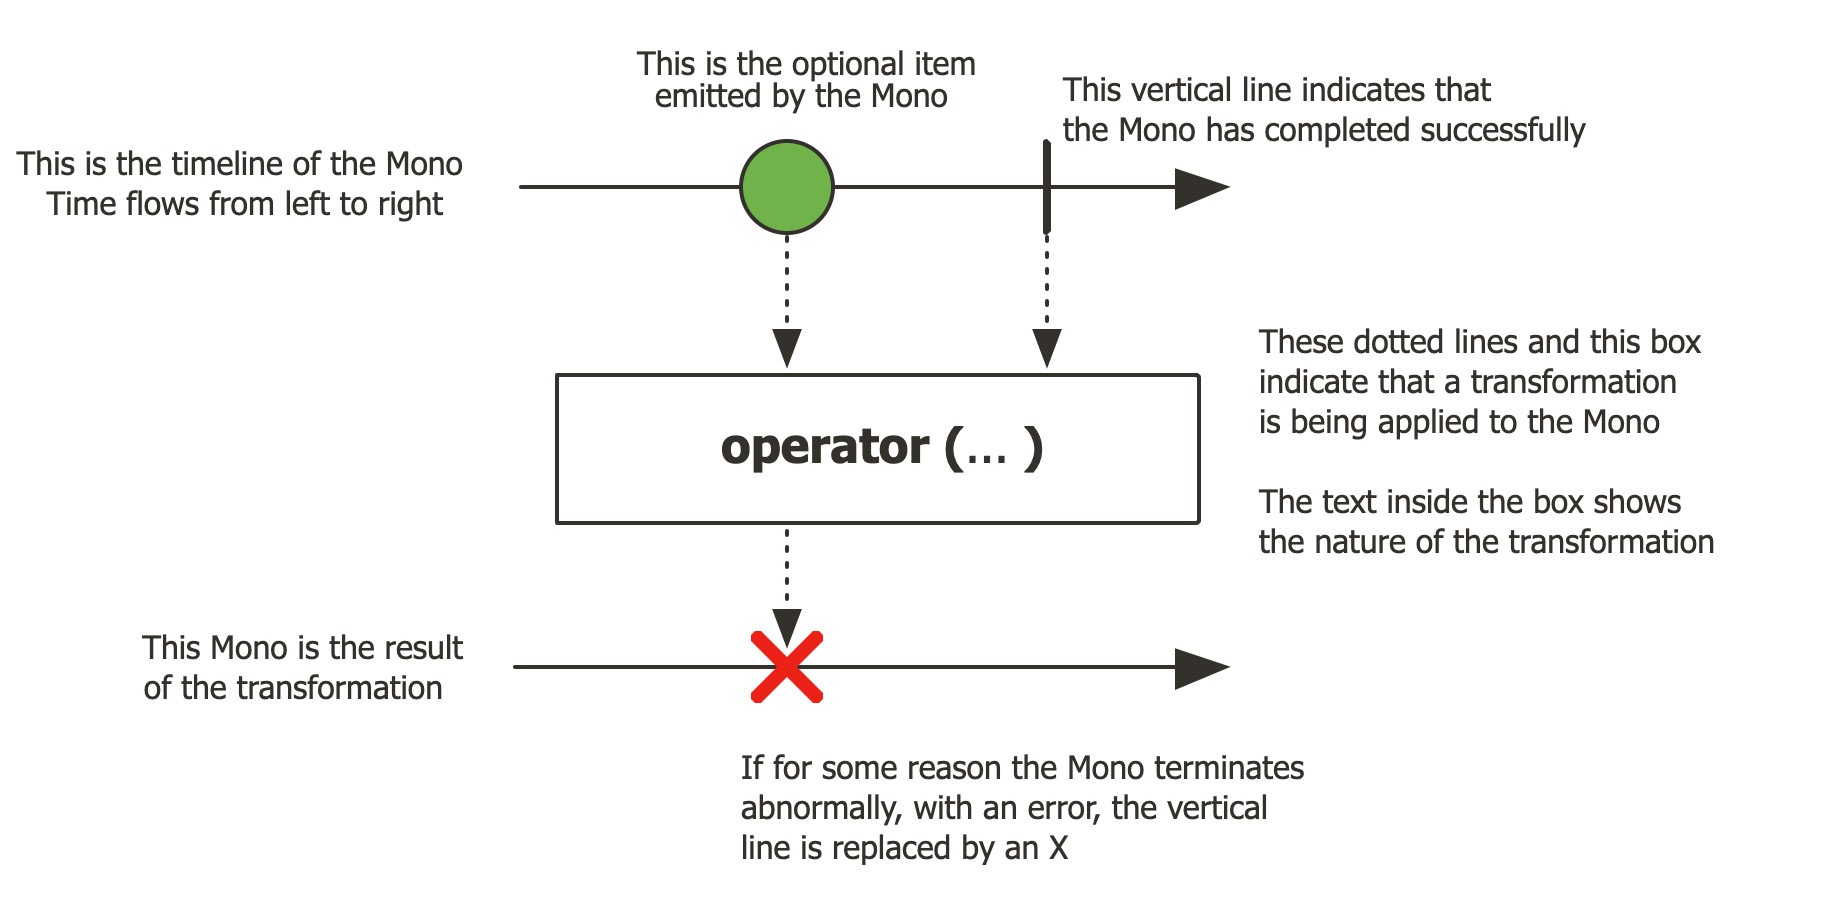 This is the optional item
emitted by the Mono
This vertical line indicates that
the Mono has completed successfully
This is the timeline of the Mono
Time flows from left to right
These dotted lines and this box
indicate that a transformation
is being applied to the Mono
operator (... )
The text inside the box shows
the nature of the transformation
This Mono is the result
of the transformation
If for some reason the Mono terminates
abnormally, with an error, the vertical
line is replaced by an X